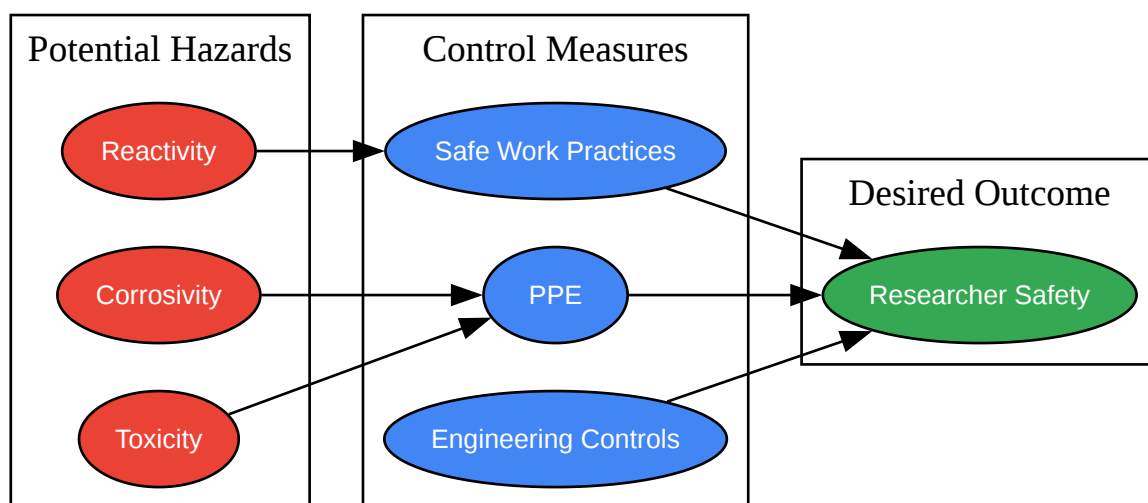 Potential Hazards
Reactivity
Corrosivity
Toxicity
Control Measures
Safe Work Practices
PPE
Engineering Controls
Desired Outcome
Researcher Safety